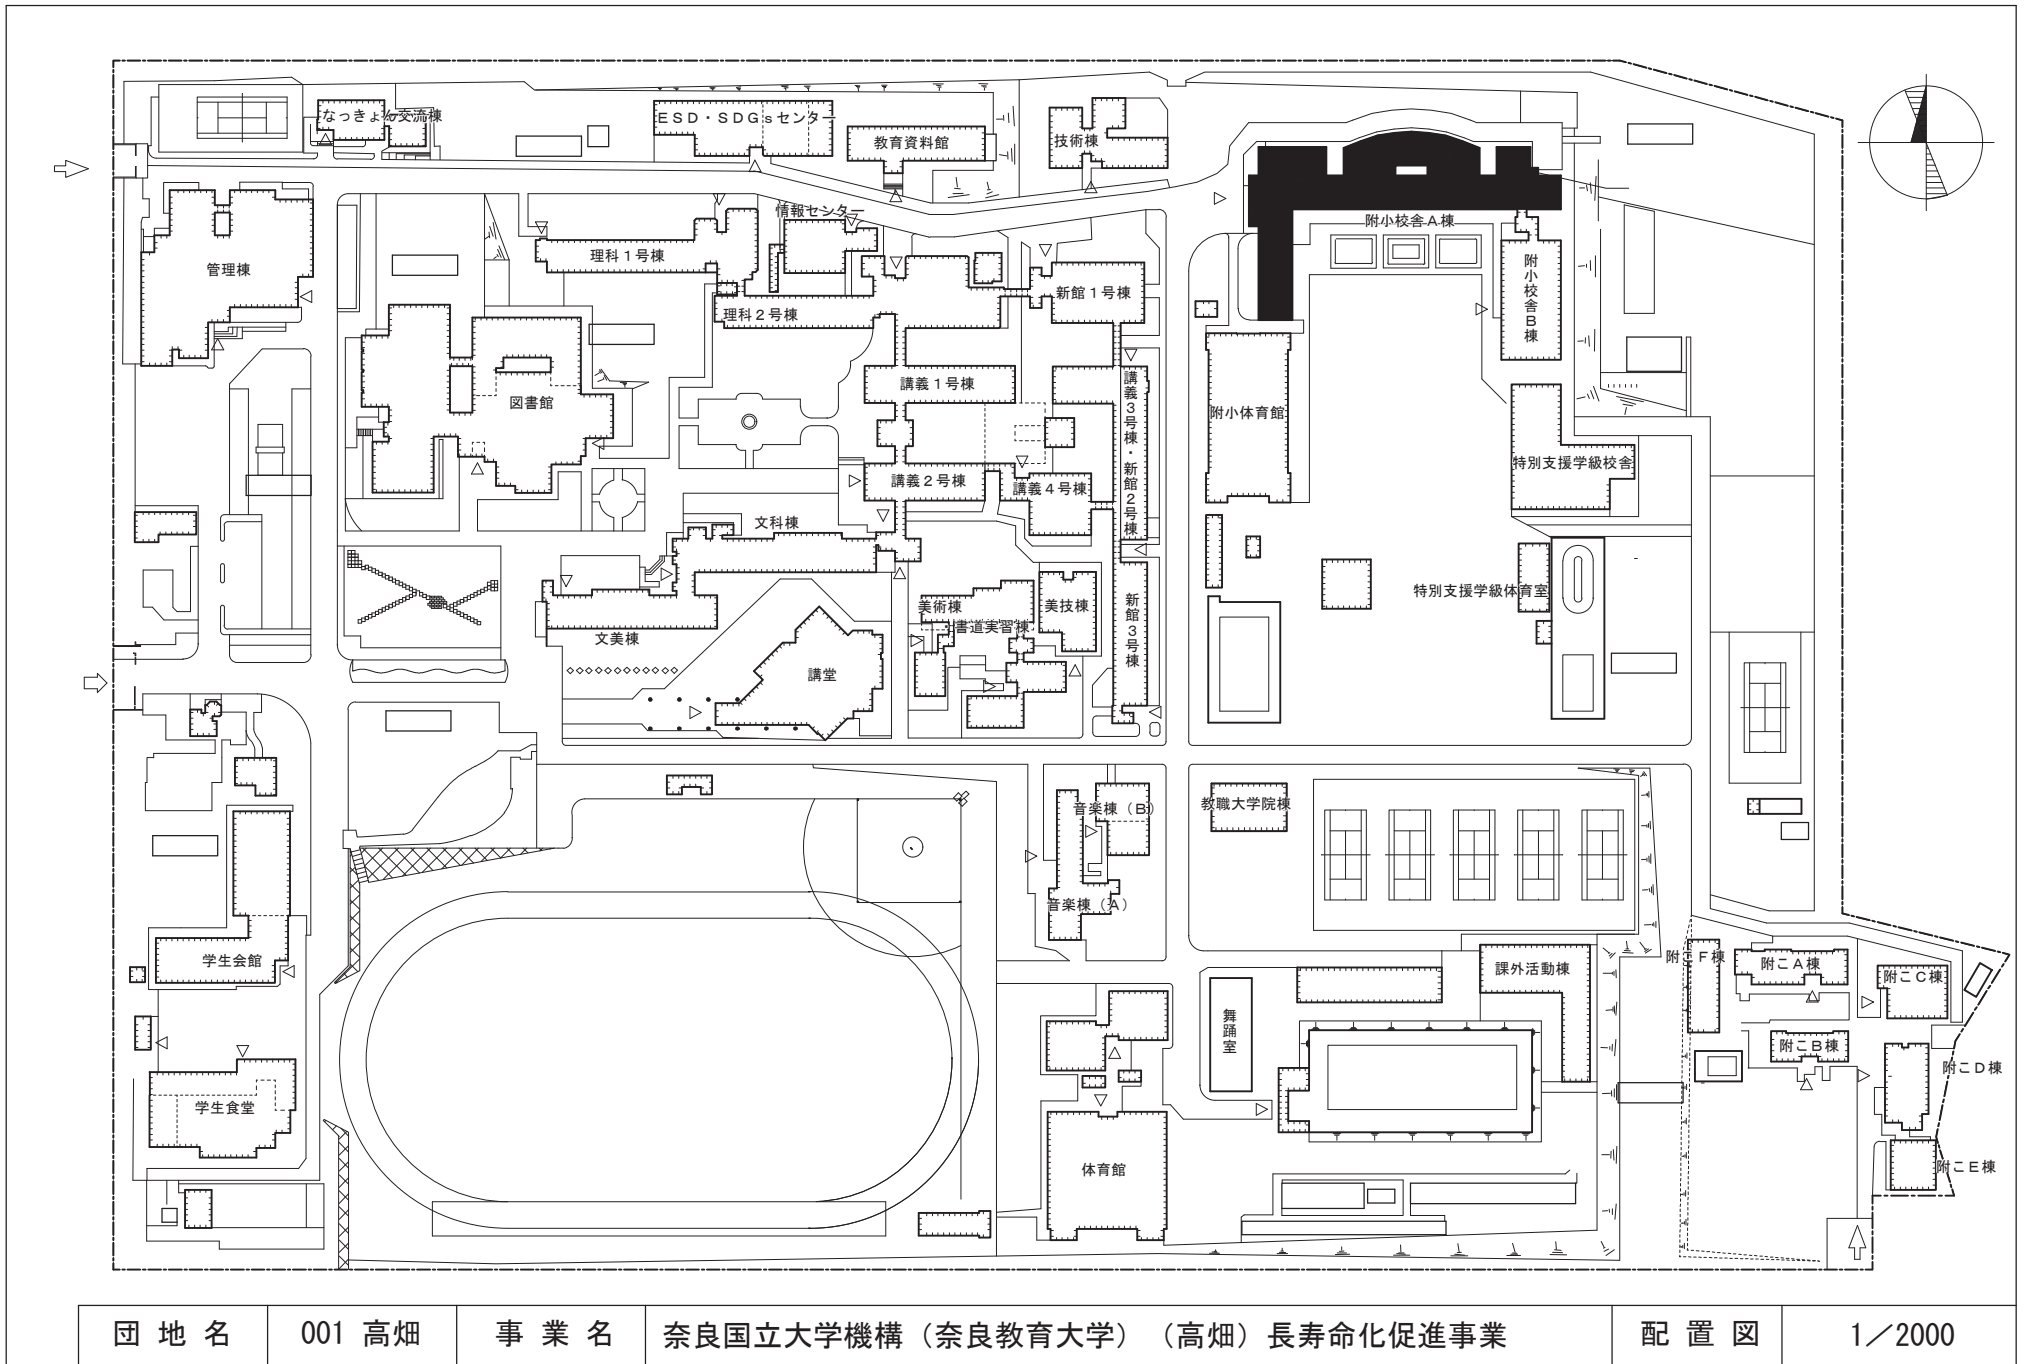 なっきょん交流棟
ESD・SDGsセンター
教育資料館
技術棟
情報センター
附小校舎A棟
管理棟
理科1号棟
附小校舎B棟
新館1号棟
理科2号棟
講義1号棟
講義3号棟・新館2号棟
図書館
附小体育館
特別支援学級校舎
講義2号棟
講義4号棟
文科棟
特別支援学級体育室
美術棟
美技棟
新館3号棟
書道実習棟
文美棟
講堂
音楽棟(B)
教職大学院棟
音楽棟(A)
学生会館
課外活動棟
附こF棟
附こA棟
附こC棟
舞踊室
附こB棟
附こD棟
学生食堂
体育館
附こE棟
団地名 001 高畑 事業名 奈良国立大学機構(奈良教育大学)(高畑)長寿命化促進事業 配置図 1/2000